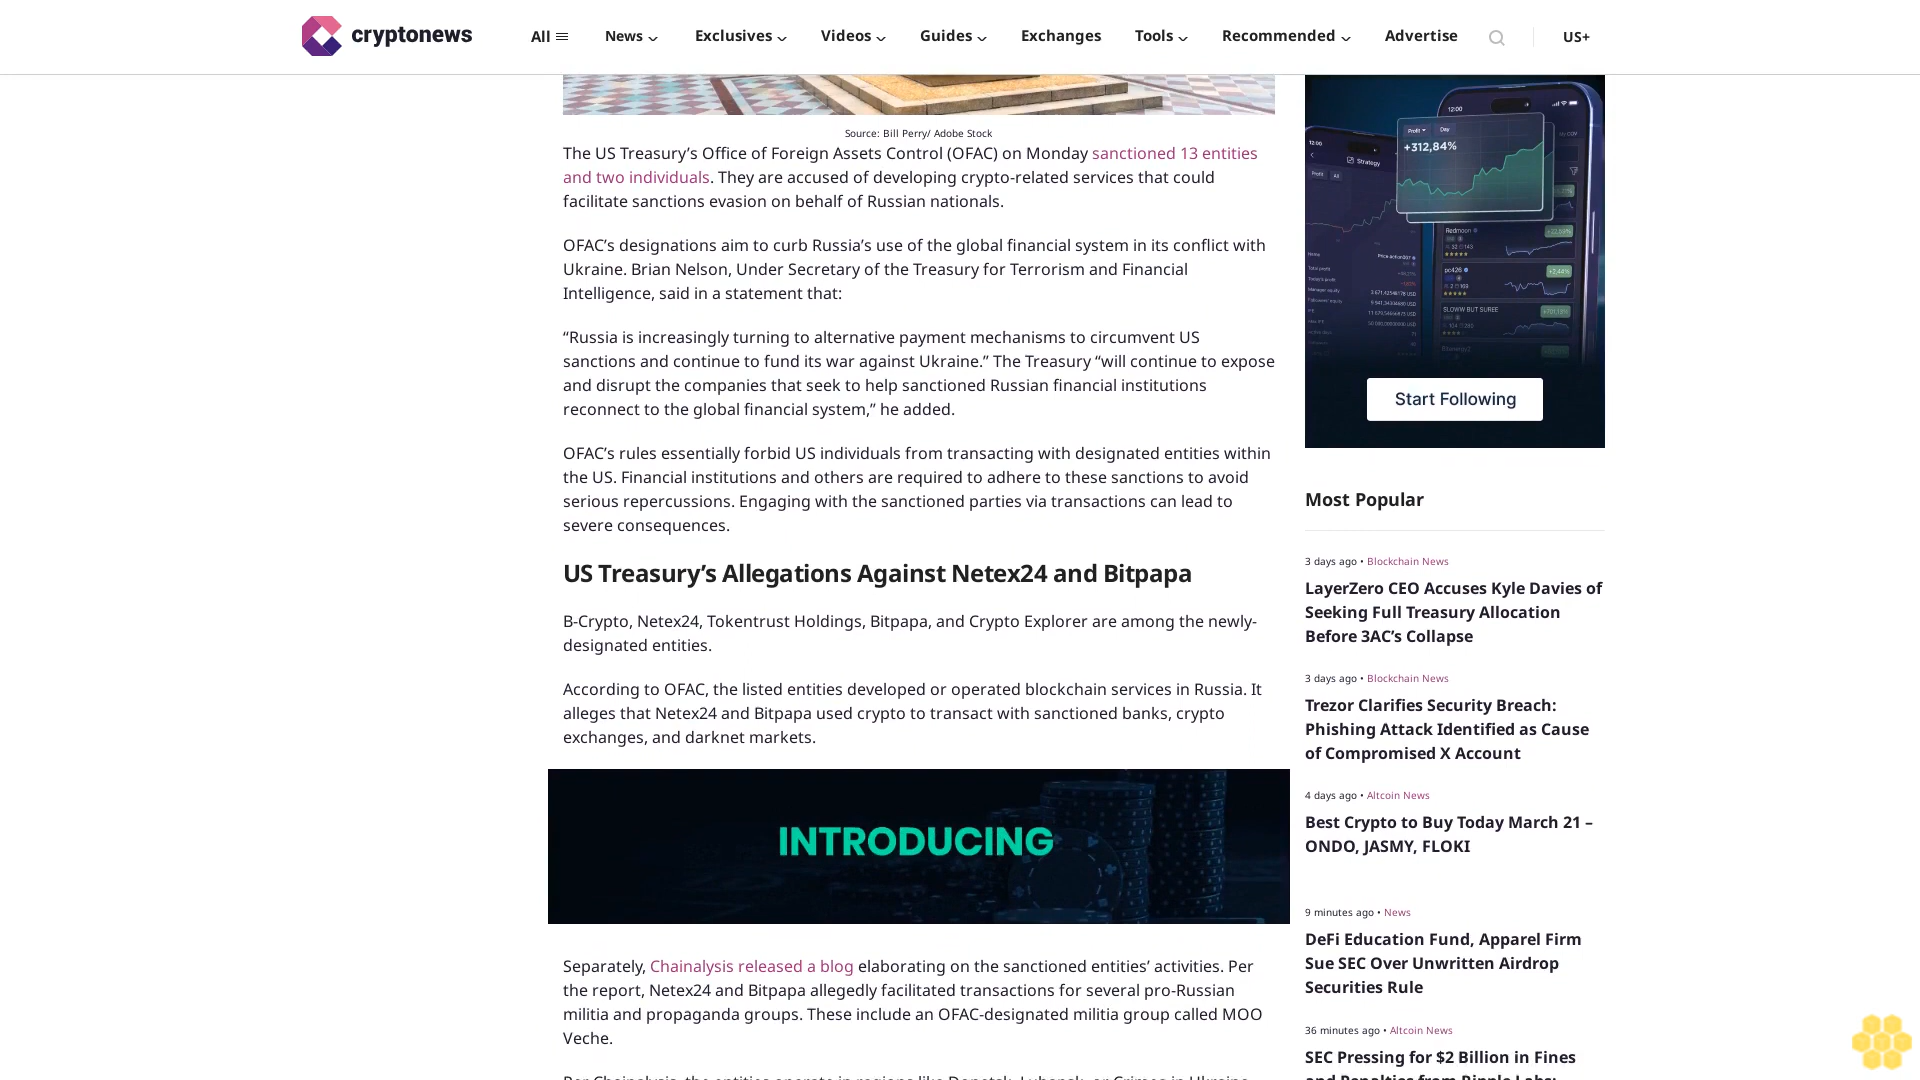 cryptonews
All
News
Exclusives
Videos
Guides
Exchanges
Tools
Recommended
Advertise
US+
Source: Bill Perry/ Adobe Stock
The US Treasury’s Office of Foreign Assets Control (OFAC) on Monday sanctioned 13 entities
and two individuals. They are accused of developing crypto-related services that could
facilitate sanctions evasion on behalf of Russian nationals.
OFAC’s designations aim to curb Russia’s use of the global financial system in its conflict with
Ukraine. Brian Nelson, Under Secretary of the Treasury for Terrorism and Financial
Intelligence, said in a statement that:
“Russia is increasingly turning to alternative payment mechanisms to circumvent US
sanctions and continue to fund its war against Ukraine.” The Treasury “will continue to expose
and disrupt the companies that seek to help sanctioned Russian financial institutions
reconnect to the global financial system,” he added.
OFAC’s rules essentially forbid US individuals from transacting with designated entities within
the US. Financial institutions and others are required to adhere to these sanctions to avoid
serious repercussions. Engaging with the sanctioned parties via transactions can lead to
severe consequences.
US Treasury’s Allegations Against Netex24 and Bitpapa
B-Crypto, Netex24, Tokentrust Holdings, Bitpapa, and Crypto Explorer are among the newly-
designated entities.
According to OFAC, the listed entities developed or operated blockchain services in Russia. It
alleges that Netex24 and Bitpapa used crypto to transact with sanctioned banks, crypto
exchanges, and darknet markets.
INTRODUCING
Separately, Chainalysis released a blog elaborating on the sanctioned entities’ activities. Per
the report, Netex24 and Bitpapa allegedly facilitated transactions for several pro-Russian
militia and propaganda groups. These include an OFAC-designated militia group called MOO
Veche.
12:00
12:00
Profit
Day
+312,84%
Strategy
Profit
All
Redmoon
pc426
+2,44%
SLOWW BUT SUREE
Start Following
Most Popular
3 days ago • Blockchain News
LayerZero CEO Accuses Kyle Davies of
Seeking Full Treasury Allocation
Before 3AC’s Collapse
3 days ago • Blockchain News
Trezor Clarifies Security Breach:
Phishing Attack Identified as Cause
of Compromised X Account
4 days ago • Altcoin News
Best Crypto to Buy Today March 21 –
ONDO, JASMY, FLOKI
9 minutes ago • News
DeFi Education Fund, Apparel Firm
Sue SEC Over Unwritten Airdrop
Securities Rule
36 minutes ago • Altcoin News
SEC Pressing for $2 Billion in Fines